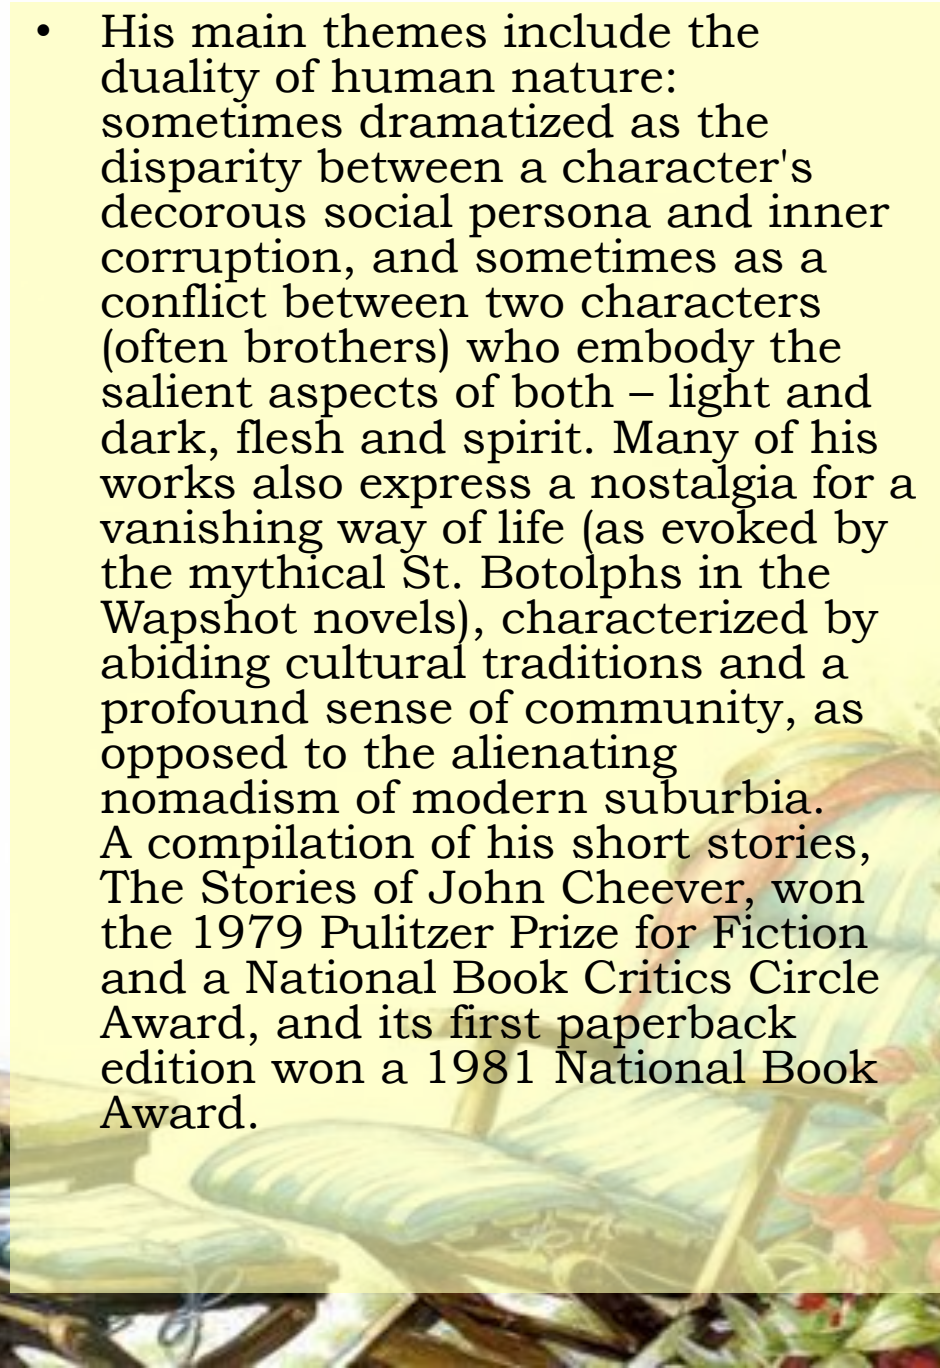 • His main themes include the
duality of human nature:
sometimes dramatized as the
disparity between a character's
decorous social persona and inner
corruption, and sometimes as a
conflict between two characters
(often brothers) who embody the
salient aspects of both – light and
dark, flesh and spirit. Many of his
works also express a nostalgia for a
vanishing way of life (as evoked by
the mythical St. Botolphs in the
Wapshot novels), characterized by
abiding cultural traditions and a
profound sense of community, as
opposed to the alienating
nomadism of modern suburbia.
A compilation of his short stories,
The Stories of John Cheever, won
the 1979 Pulitzer Prize for Fiction
and a National Book Critics Circle
Award, and its first paperback
edition won a 1981 National Book
Award.